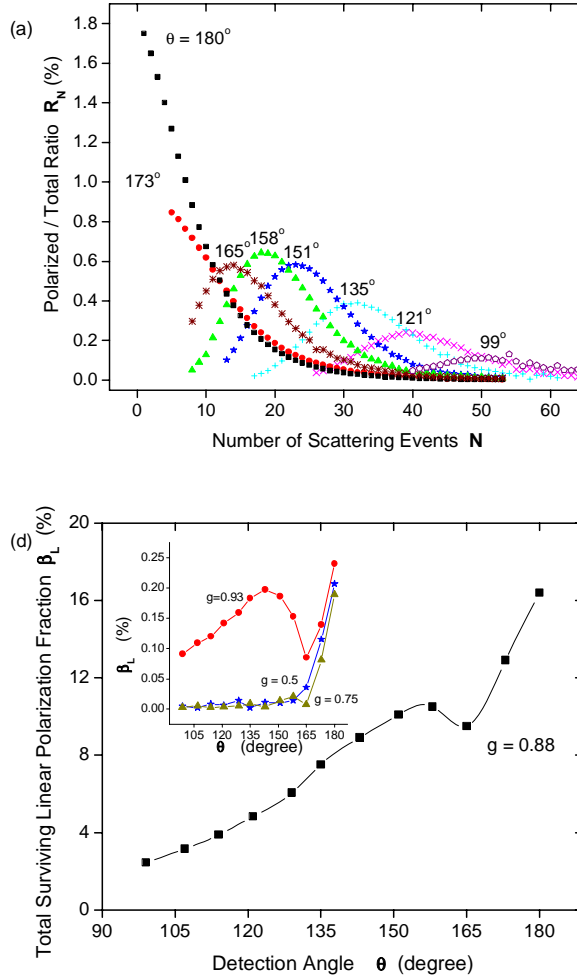 (a)
Polarized / Total Ratio R_N (%)
1.8
1.6
1.4
1.2
1.0
0.8
0.6
0.4
0.2
0.0
θ = 180°
173°
165°
158°
151°
135°
121°
99°
0 10 20 30 40 50 60
Number of Scattering Events N
(d)
Total Surviving Linear Polarization Fraction β_L (%)
20
16
12
8
4
0
β_L (%)
0.25
0.20
0.15
0.10
0.05
0.00
g=0.93
g = 0.5
g = 0.75
105 120 135 150 165 180
θ (degree)
g = 0.88
90 105 120 135 150 165 180
Detection Angle θ (degree)